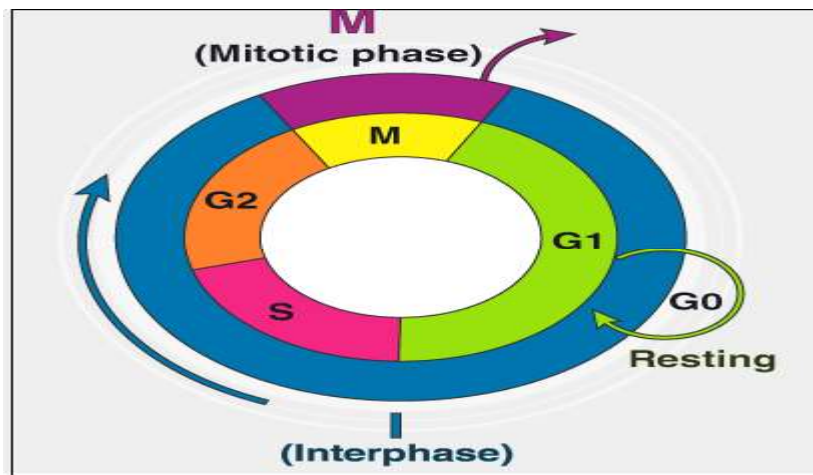 M
(Mitotic phase)
M
G2
G1
S
G0
Resting
I
(Interphase)